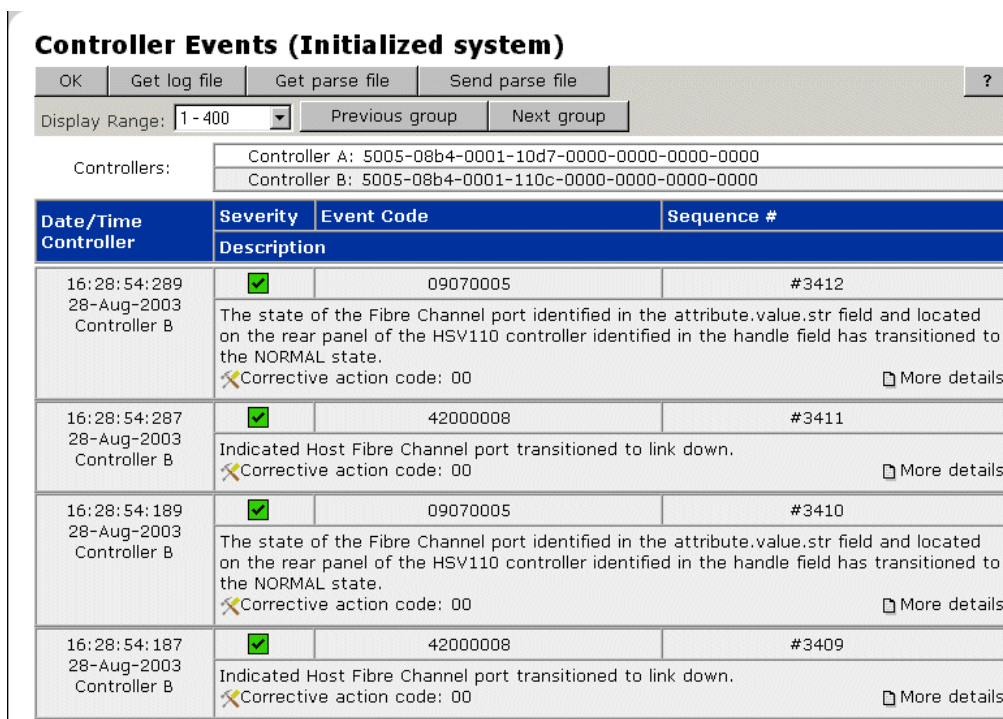 Controller Events (Initialized system)
OK Get log file Get parse file Send parse file ?
Display Range: 1 - 400 Previous group Next group
Controllers:
Controller A: 5005-08b4-0001-10d7-0000-0000-0000-0000
Controller B: 5005-08b4-0001-110c-0000-0000-0000-0000
Date/Time
Controller
Severity Event Code Sequence #
Description
16:28:54:289
28-Aug-2003
Controller B
09070005 #3412
The state of the Fibre Channel port identified in the attribute.value.str field and located
on the rear panel of the HSV110 controller identified in the handle field has transitioned to
the NORMAL state.
Corrective action code: 00 More details
16:28:54:287
28-Aug-2003
Controller B
42000008 #3411
Indicated Host Fibre Channel port transitioned to link down.
Corrective action code: 00 More details
16:28:54:189
28-Aug-2003
Controller B
09070005 #3410
The state of the Fibre Channel port identified in the attribute.value.str field and located
on the rear panel of the HSV110 controller identified in the handle field has transitioned to
the NORMAL state.
Corrective action code: 00 More details
16:28:54:187
28-Aug-2003
Controller B
42000008 #3409
Indicated Host Fibre Channel port transitioned to link down.
Corrective action code: 00 More details